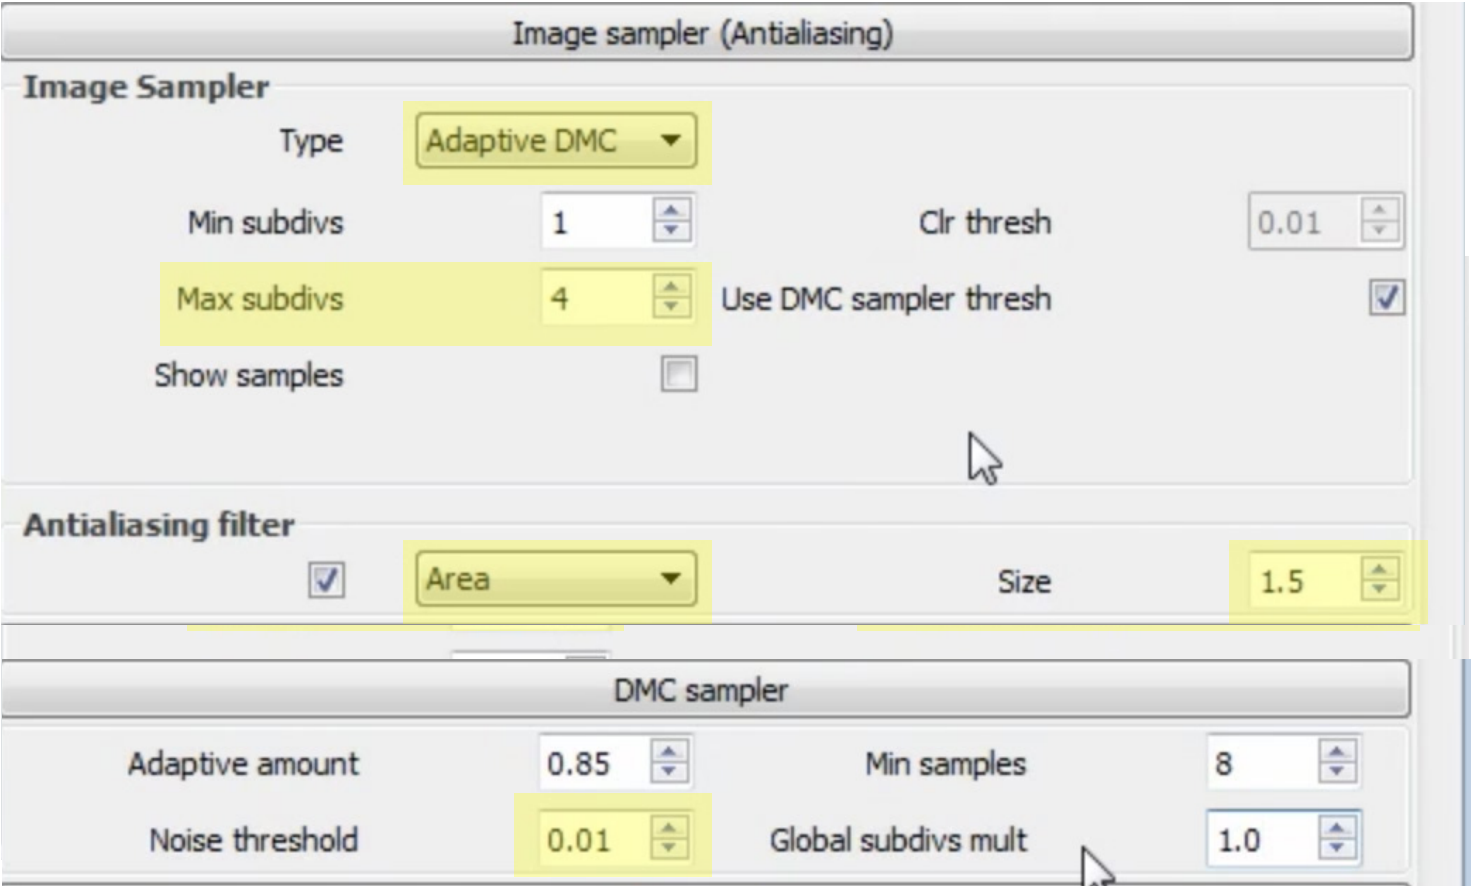 Image sampler (Antialiasing)
Image Sampler
Type Adaptive DMC
Min subdivs 1 Clr thresh 0.01
Max subdivs 4 Use DMC sampler thresh
Show samples
Antialiasing filter
Area Size 1.5
DMC sampler
Adaptive amount 0.85 Min samples 8
Noise threshold 0.01 Global subdivs mult 1.0